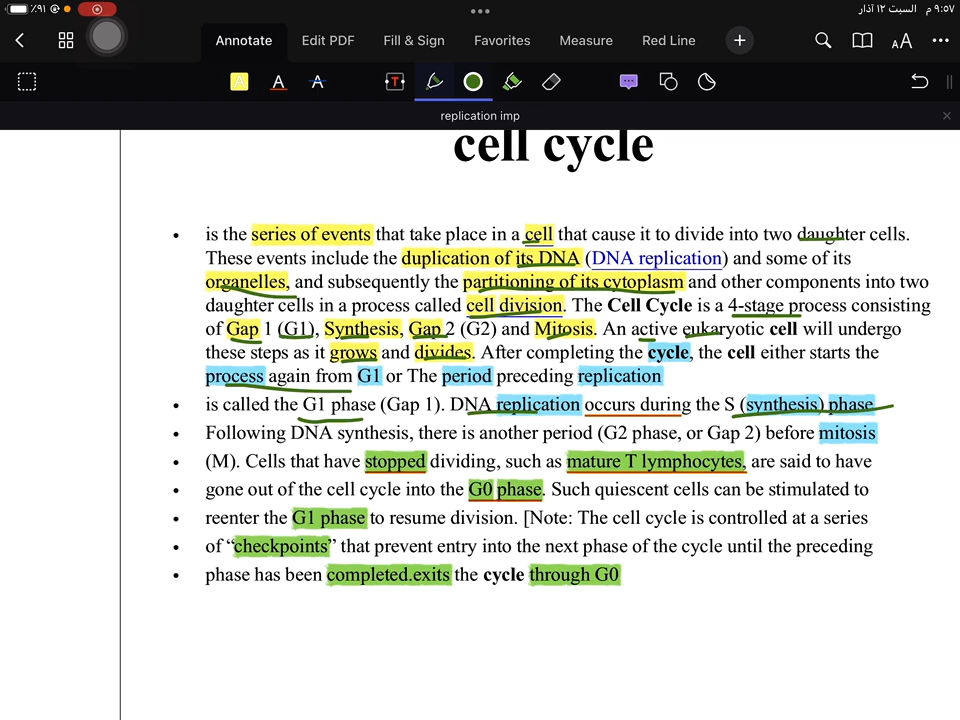 ٪٩١ السبت ١٢ آذار ٩:٥٧ م
Annotate Edit PDF Fill & Sign Favorites Measure Red Line
A A A T AA
replication imp
cell cycle
• is the series of events that take place in a cell that cause it to divide into two daughter cells.
These events include the duplication of its DNA (DNA replication) and some of its
organelles, and subsequently the partitioning of its cytoplasm and other components into two
daughter cells in a process called cell division. The Cell Cycle is a 4-stage process consisting
of Gap 1 (G1), Synthesis, Gap 2 (G2) and Mitosis. An active eukaryotic cell will undergo
these steps as it grows and divides. After completing the cycle, the cell either starts the
process again from G1 or The period preceding replication
• is called the G1 phase (Gap 1). DNA replication occurs during the S (synthesis) phase
• Following DNA synthesis, there is another period (G2 phase, or Gap 2) before mitosis
• (M). Cells that have stopped dividing, such as mature T lymphocytes, are said to have
• gone out of the cell cycle into the G0 phase. Such quiescent cells can be stimulated to
• reenter the G1 phase to resume division. [Note: The cell cycle is controlled at a series
• of “checkpoints” that prevent entry into the next phase of the cycle until the preceding
• phase has been completed.exits the cycle through G0